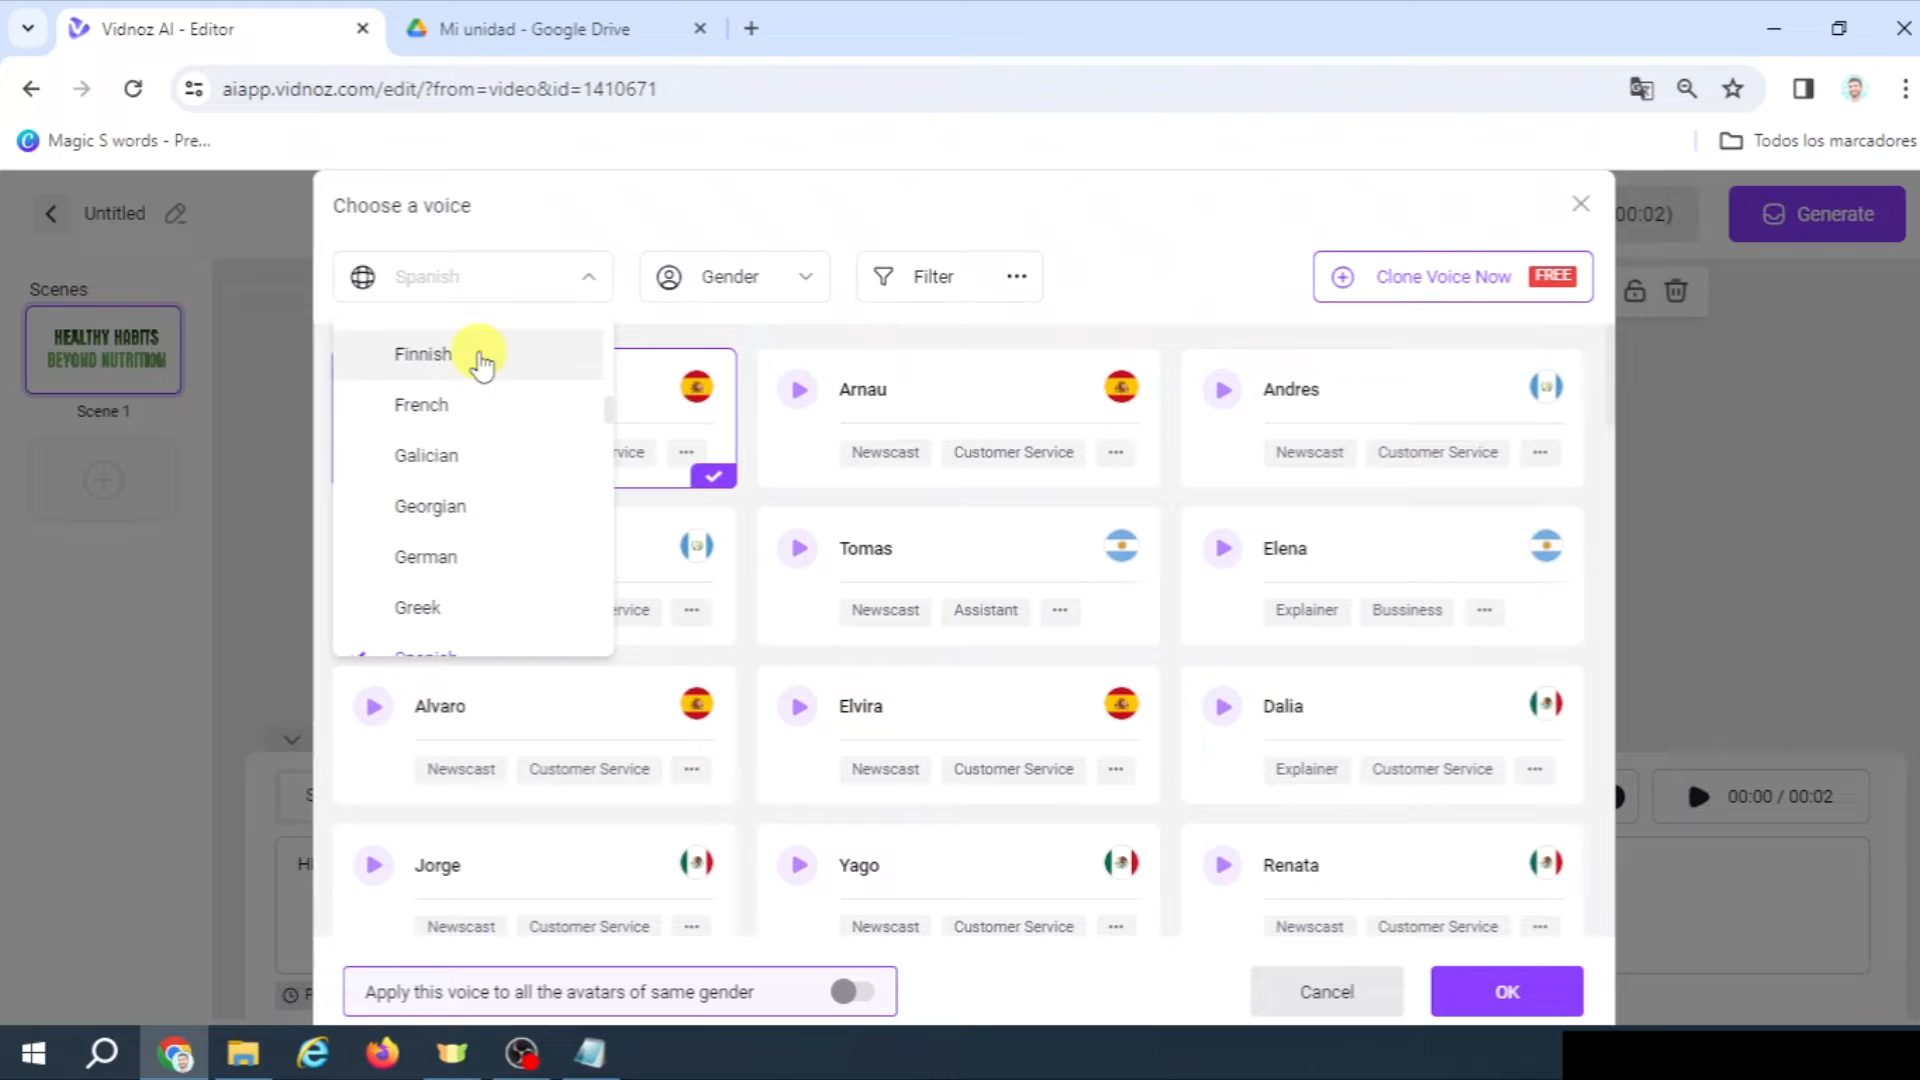 Vidnoz AI - Editor
Mi unidad - Google Drive
aiapp.vidnoz.com/edit/?from=video&id=1410671
Magic S words - Pre...
Todos los marcadores
Untitled
00:02)
Generate
Choose a voice
Spanish
Gender
Filter
Clone Voice Now
FREE
Scenes
HEALTHY HABITS
BEYOND NUTRITION
Scene 1
Finnish
French
Galician
Georgian
German
Greek
Spanish
Arnau
Newscast
Customer Service
Andres
Newscast
Customer Service
Tomas
Newscast
Assistant
Elena
Explainer
Bussiness
Alvaro
Newscast
Customer Service
Elvira
Newscast
Customer Service
Dalia
Explainer
Customer Service
Jorge
Newscast
Customer Service
Yago
Newscast
Customer Service
Renata
Newscast
Customer Service
00:00 / 00:02
Apply this voice to all the avatars of same gender
Cancel
OK